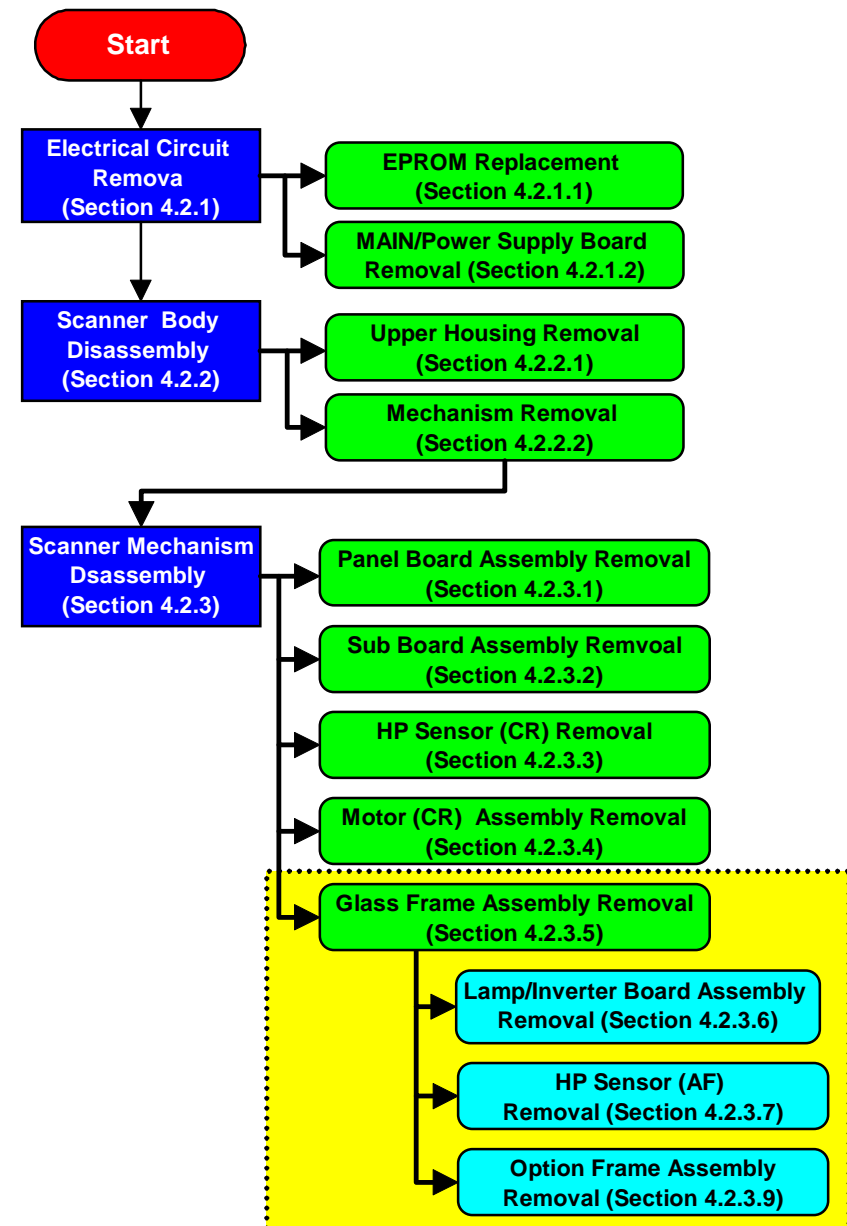 Start
Electrical Circuit
Remova
(Section 4.2.1)
EPROM Replacement
(Section 4.2.1.1)
MAIN/Power Supply Board
Removal (Section 4.2.1.2)
Scanner Body
Disassembly
(Section 4.2.2)
Upper Housing Removal
(Section 4.2.2.1)
Mechanism Removal
(Section 4.2.2.2)
Scanner Mechanism
Dsassembly
(Section 4.2.3)
Panel Board Assembly Removal
(Section 4.2.3.1)
Sub Board Assembly Remvoal
(Section 4.2.3.2)
HP Sensor (CR) Removal
(Section 4.2.3.3)
Motor (CR) Assembly Removal
(Section 4.2.3.4)
Glass Frame Assembly Removal
(Section 4.2.3.5)
Lamp/Inverter Board Assembly
Removal (Section 4.2.3.6)
HP Sensor (AF)
Removal (Section 4.2.3.7)
Option Frame Assembly
Removal (Section 4.2.3.9)